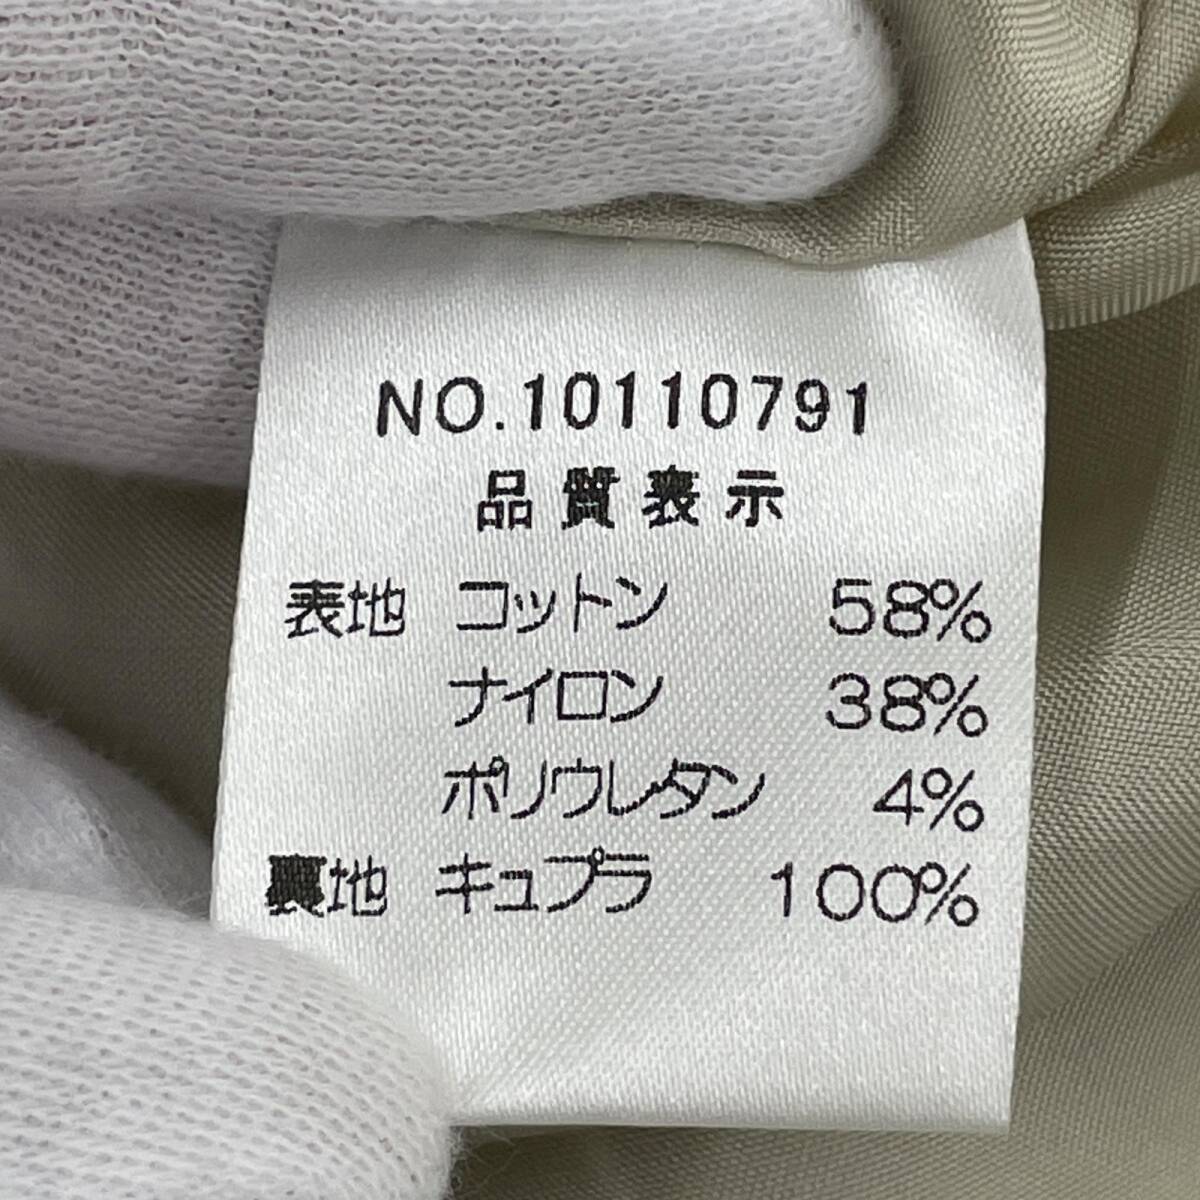 NO.10110791
品質表示
表地 コットン 58%
ナイロン 38%
ポリウレタン 4%
裏地 キュプラ 100%